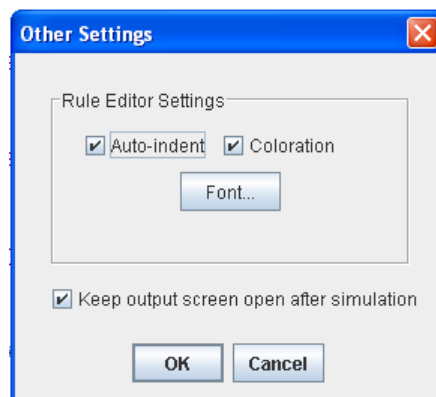 Other Settings
Rule Editor Settings
Auto-indent Coloration
Font...
Keep output screen open after simulation
OK Cancel